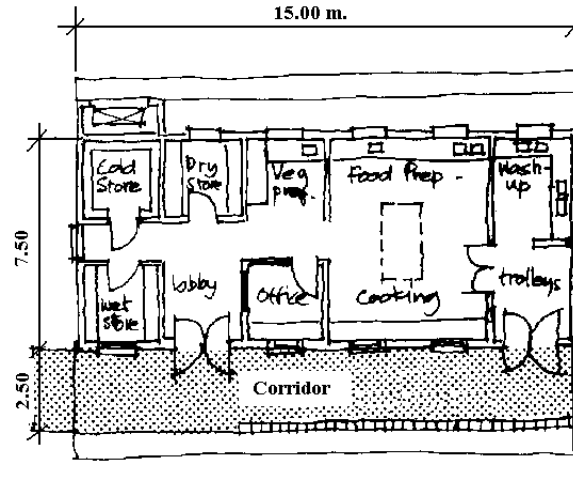 15.00 m.
Cold
Store
Dry
store
Veg
prep.
Food Prep -
Wash-
up
7.50
wet
store
lobby
Office
Cooking
trolleys
2.50
Corridor